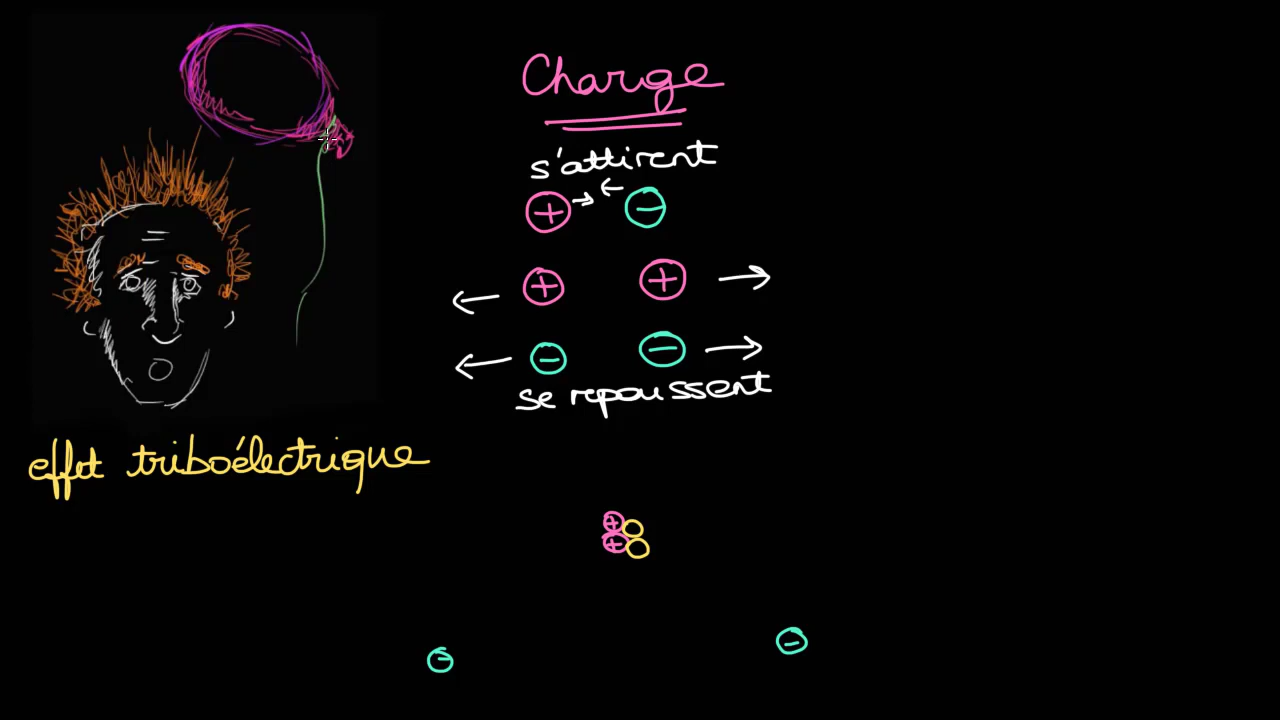 Charge
s'attirent
+ −
+ +
− −
se repoussent
effet triboélectrique
+
+
−
−